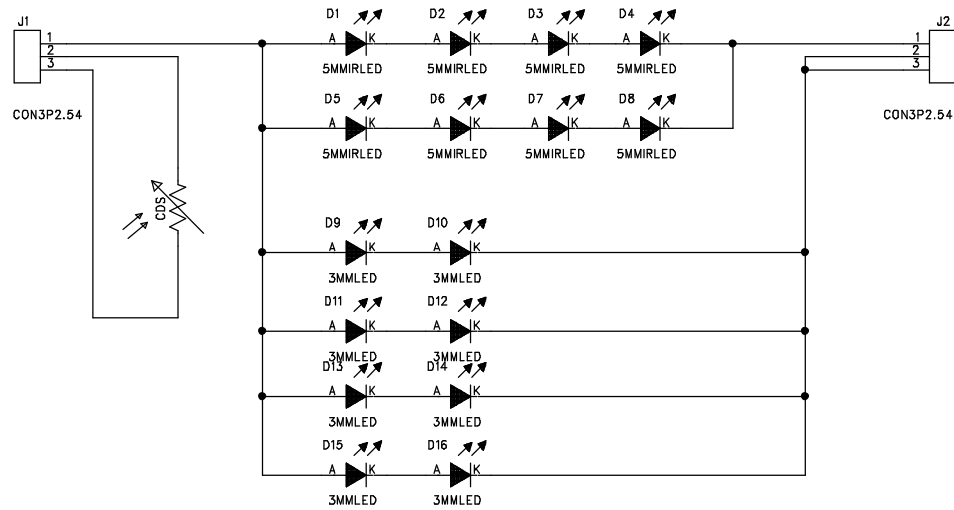 J1
1
2
3
CON3P2.54
CDS
D1 D2 D3 D4
A K A K A K A K
5MMIRLED 5MMIRLED 5MMIRLED 5MMIRLED
D5 D6 D7 D8
A K A K A K A K
5MMIRLED 5MMIRLED 5MMIRLED 5MMIRLED
D9 D10
A K A K
3MMLED 3MMLED
D11 D12
A K A K
3MMLED 3MMLED
D13 D14
A K A K
3MMLED 3MMLED
D15 D16
A K A K
3MMLED 3MMLED
J2
1
2
3
CON3P2.54